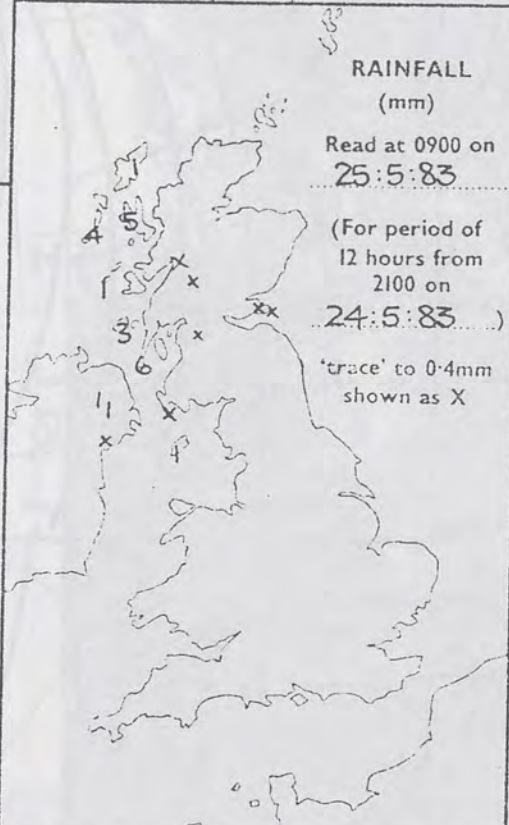 RAINFALL
(mm)
Read at 0900 on
25:5:83
(For period of
12 hours from
2100 on
24:5:83 )
'trace' to 0·4mm
shown as X
1
4 5
1 X
X
X X
3 X
6
1
1
X X
4